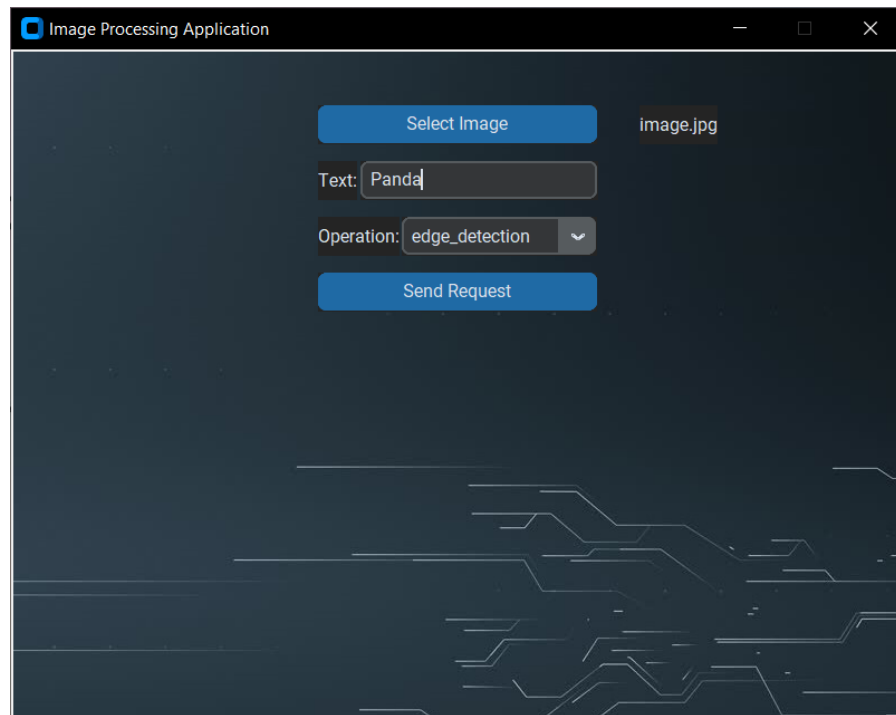 Image Processing Application
Select Image image.jpg
Text: Panda
Operation: edge_detection
Send Request